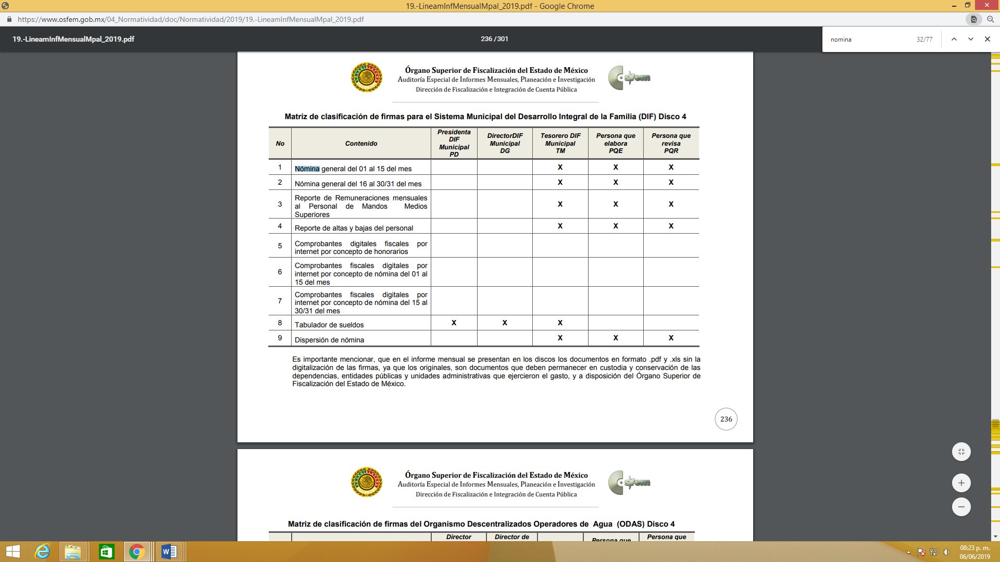 19.-LineamInfMensualMpal_2019.pdf - Google Chrome
https://www.osfem.gob.mx/04_Normatividad/doc/Normatividad/2019/19.-LineamInfMensualMpal_2019.pdf
19.-LineamInfMensualMpal_2019.pdf
236 / 301
nomina
32/77
Órgano Superior de Fiscalización del Estado de México
Auditoría Especial de Informes Mensuales, Planeación e Investigación
Dirección de Fiscalización e Integración de Cuenta Pública
osfem
Matriz de clasificación de firmas para el Sistema Municipal del Desarrollo Integral de la Familia (DIF) Disco 4
No
Contenido
Presidenta
DIF
Municipal
PD
DirectorDIF
Municipal
DG
Tesorero DIF
Municipal
TM
Persona que
elabora
PQE
Persona que
revisa
PQR
1 Nómina general del 01 al 15 del mes X X X
2 Nómina general del 16 al 30/31 del mes X X X
3 Reporte de Remuneraciones mensuales
al Personal de Mandos Medios
Superiores X X X
4 Reporte de altas y bajas del personal X X X
5 Comprobantes digitales fiscales por
internet por concepto de honorarios
6 Comprobantes fiscales digitales por
internet por concepto de nómina del 01 al
15 del mes
7 Comprobantes fiscales digitales por
internet por concepto de nómina del 15 al
30/31 del mes
8 Tabulador de sueldos X X X
9 Dispersión de nómina X X X
Es importante mencionar, que en el informe mensual se presentan en los discos los documentos en formato .pdf y .xls sin la
digitalización de las firmas, ya que los originales, son documentos que deben permanecer en custodia y conservación de las
dependencias, entidades públicas y unidades administrativas que ejercieron el gasto, y a disposición del Órgano Superior de
Fiscalización del Estado de México.
236
Órgano Superior de Fiscalización del Estado de México
Auditoría Especial de Informes Mensuales, Planeación e Investigación
Dirección de Fiscalización e Integración de Cuenta Pública
osfem
Matriz de clasificación de firmas del Organismo Descentralizados Operadores de Agua (ODAS) Disco 4
Director
Director de
Persona que
Persona que
08:23 p. m.
06/06/2019